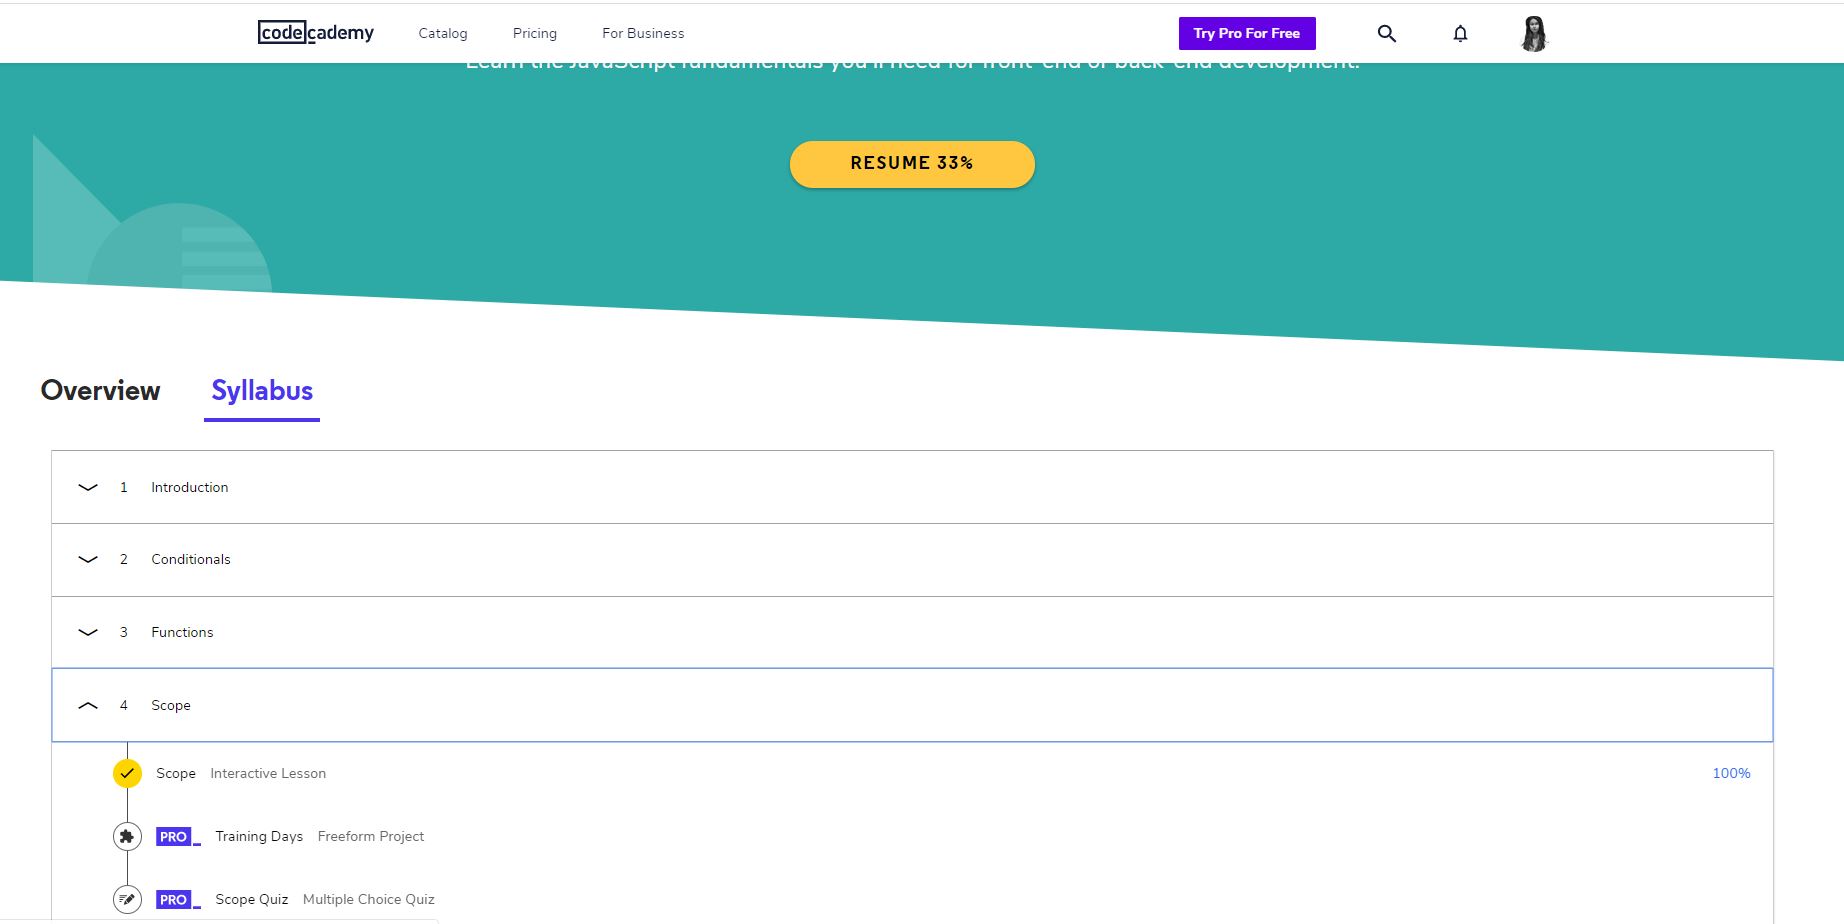 codecademy Catalog Pricing For Business Try Pro For Free
Learn the JavaScript fundamentals you'll need for front-end or back-end development.
RESUME 33%
Overview Syllabus
1 Introduction
2 Conditionals
3 Functions
4 Scope
Scope Interactive Lesson 100%
PRO_ Training Days Freeform Project
PRO_ Scope Quiz Multiple Choice Quiz